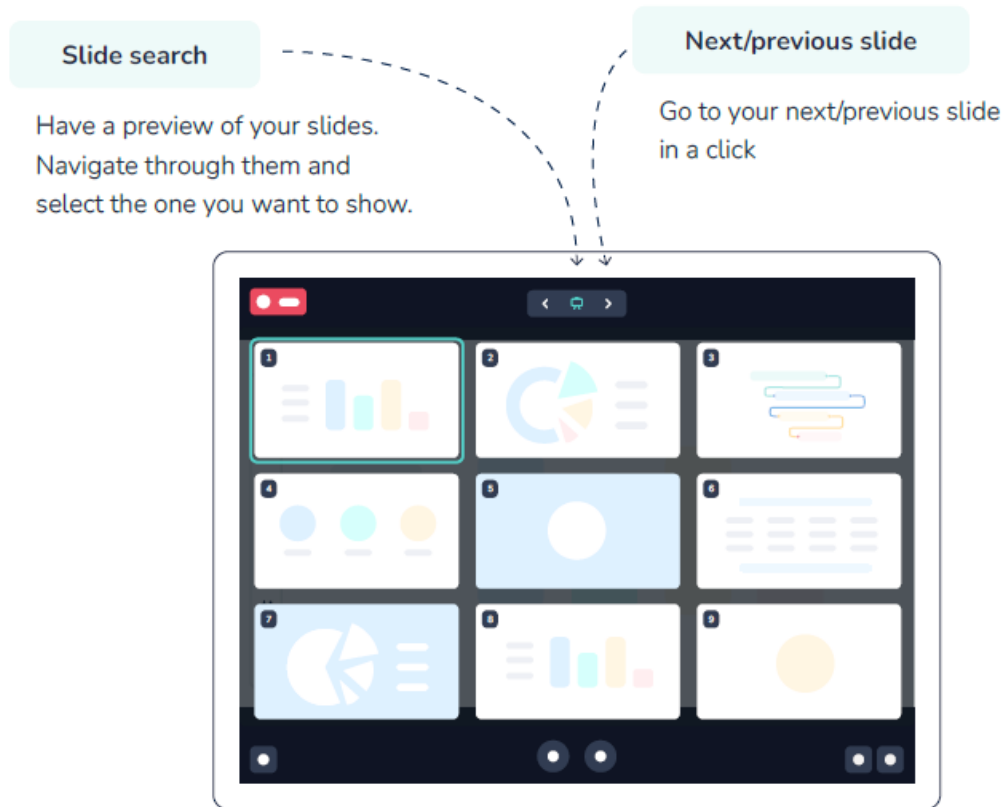 Slide search
Next/previous slide
Have a preview of your slides.
Navigate through them and
select the one you want to show.
Go to your next/previous slide
in a click
1
2
3
4
5
6
7
8
9